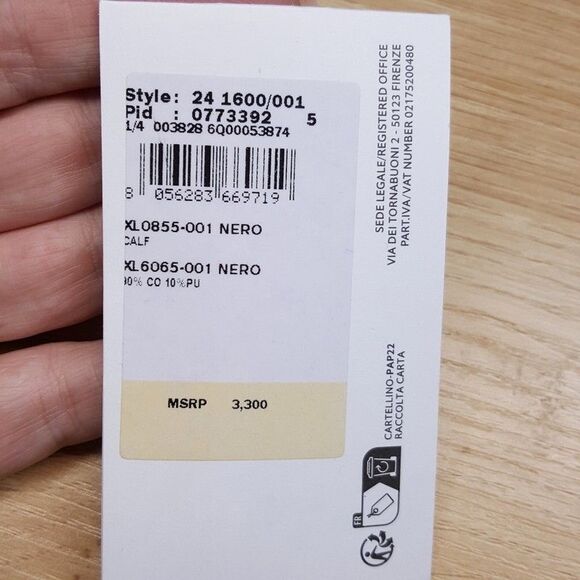 Style: 24 1600/001
Pid : 0773392 5
1/4 003828 6Q00053874
8 056283 669719
XL0855-001 NERO
CALF
XL6065-001 NERO
90% CO 10%PU
MSRP 3,300
SEDE LEGALE/REGISTERED OFFICE
VIA DEI TORNABUONI 2 - 50123 FIRENZE
PART.IVA/VAT NUMBER 02175200480
CARTELLINO-PAP22
RACCOLTA CARTA
FR